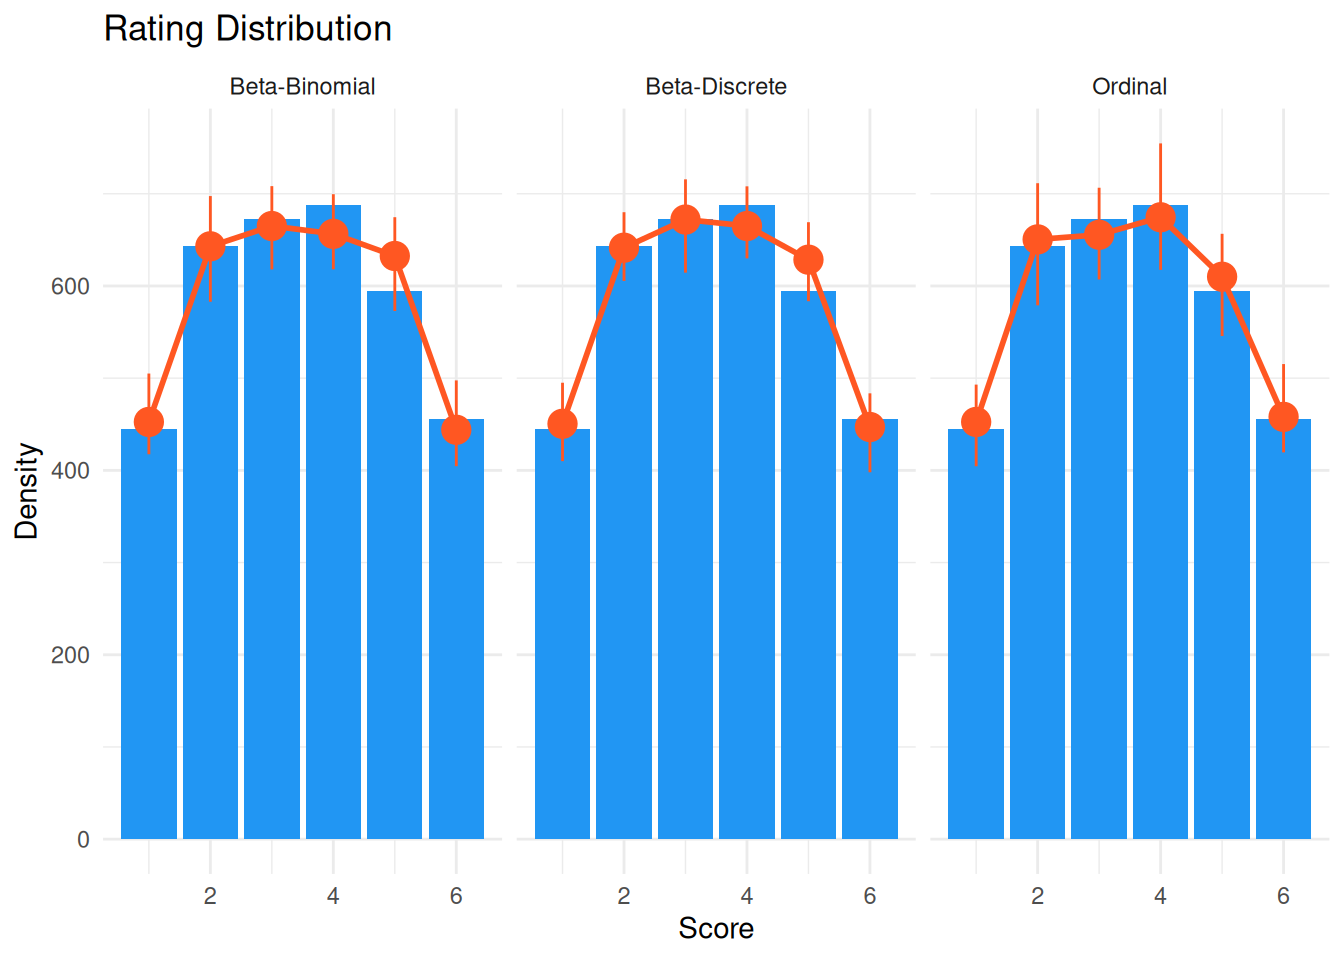 Rating Distribution
Beta-Binomial
Beta-Discrete
Ordinal
Density
600
400
200
0
2 4 6
2 4 6
2 4 6
Score